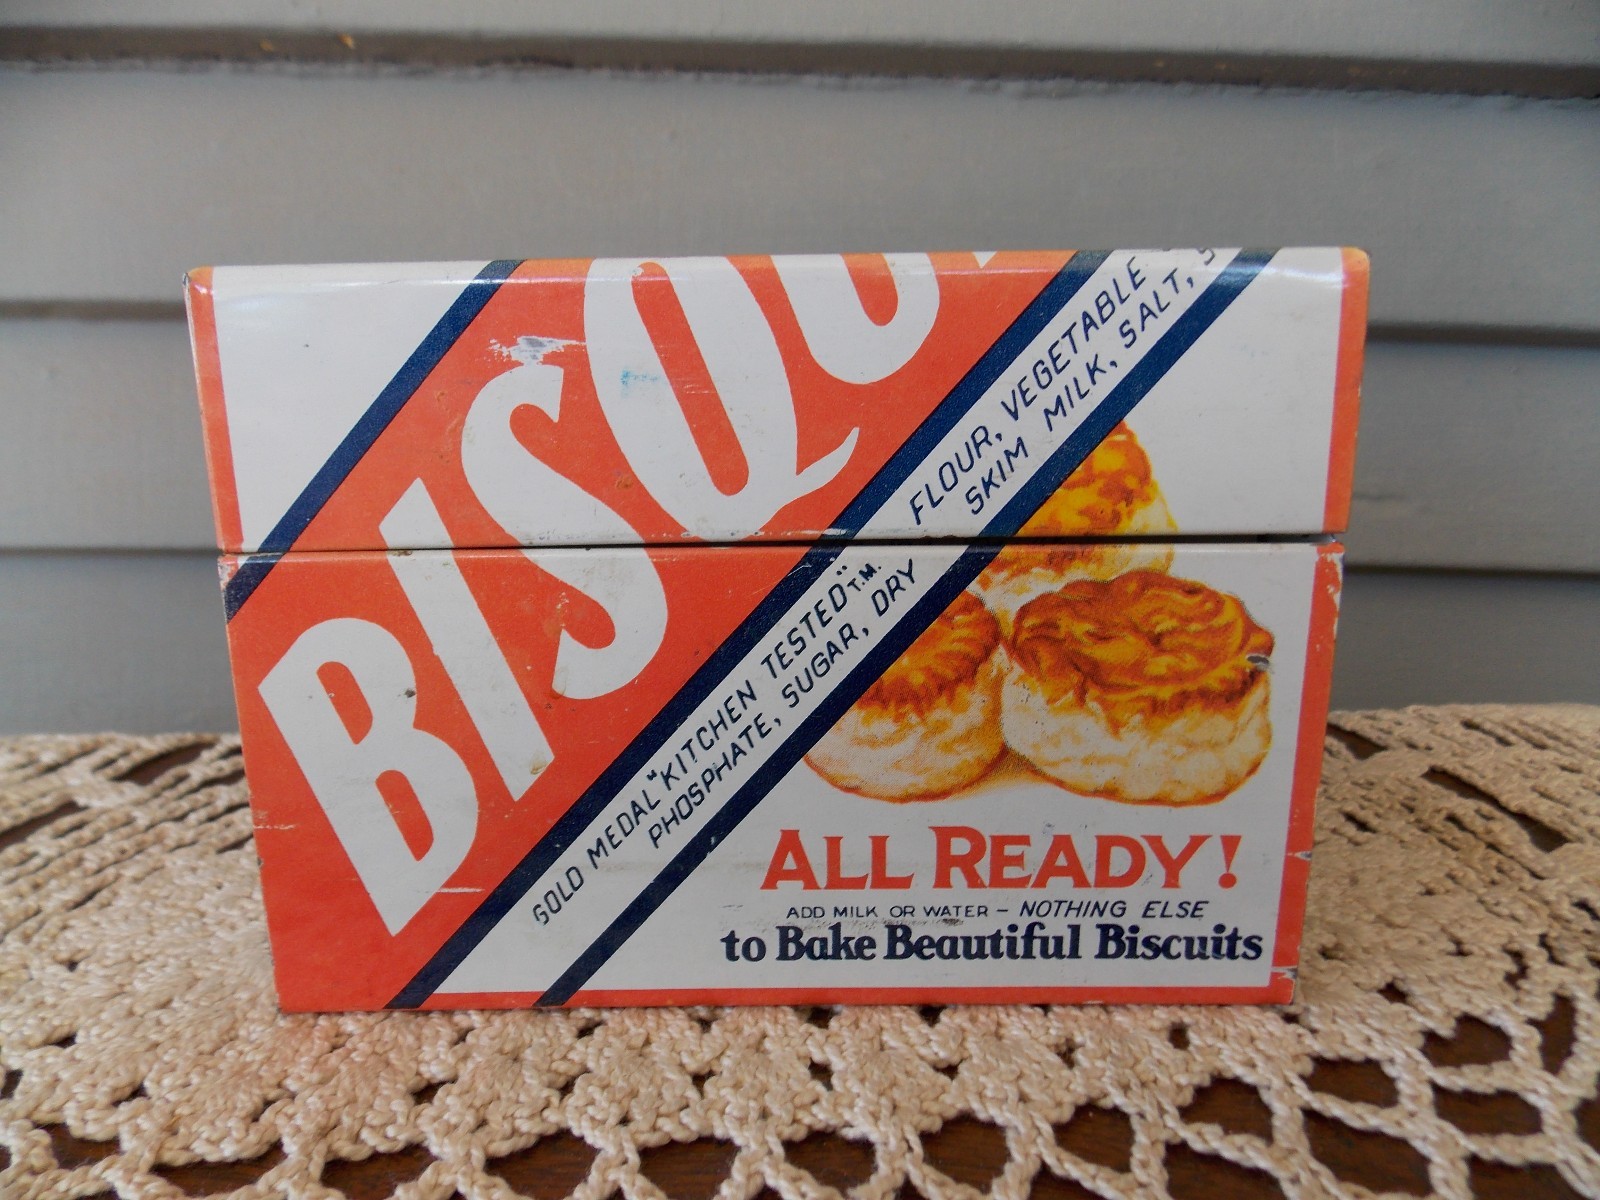 BISQU
GOLD MEDAL "KITCHEN TESTED" T.M. FLOUR, VEGETABLE
PHOSPHATE, SUGAR, DRY SKIM MILK, SALT, S
ALL READY!
ADD MILK OR WATER – NOTHING ELSE
to Bake Beautiful Biscuits